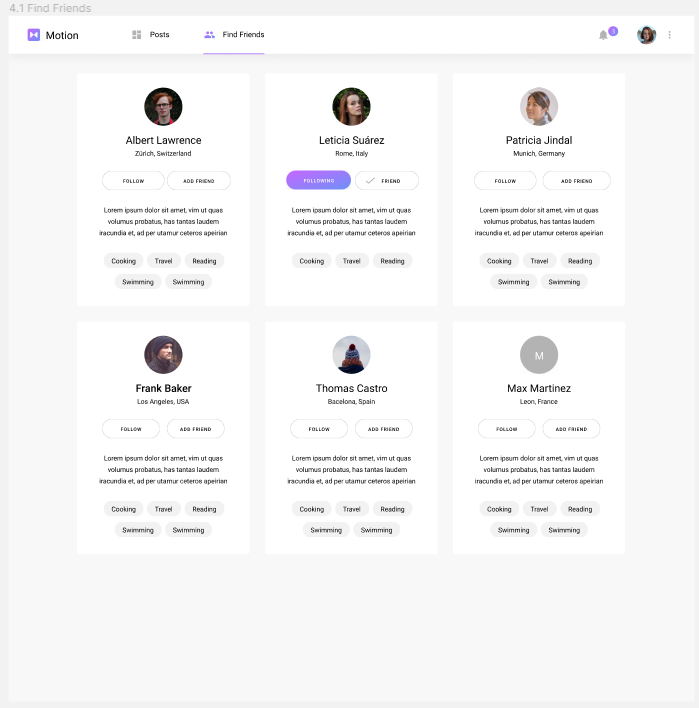 4.1 Find Friends
Motion
Posts
Find Friends
3
Albert Lawrence
Zürich, Switzerland
FOLLOW
ADD FRIEND
Lorem ipsum dolor sit amet, vim ut quas
volumus probatus, has tantas laudem
iracundia et, ad per utamur ceteros apeirian
Cooking
Travel
Reading
Swimming
Swimming
Leticia Suárez
Rome, Italy
FOLLOWING
FRIEND
Lorem ipsum dolor sit amet, vim ut quas
volumus probatus, has tantas laudem
iracundia et, ad per utamur ceteros apeirian
Cooking
Travel
Reading
Patricia Jindal
Munich, Germany
FOLLOW
ADD FRIEND
Lorem ipsum dolor sit amet, vim ut quas
volumus probatus, has tantas laudem
iracundia et, ad per utamur ceteros apeirian
Cooking
Travel
Reading
Swimming
Swimming
Frank Baker
Los Angeles, USA
FOLLOW
ADD FRIEND
Lorem ipsum dolor sit amet, vim ut quas
volumus probatus, has tantas laudem
iracundia et, ad per utamur ceteros apeirian
Cooking
Travel
Reading
Swimming
Swimming
Thomas Castro
Bacelona, Spain
FOLLOW
ADD FRIEND
Lorem ipsum dolor sit amet, vim ut quas
volumus probatus, has tantas laudem
iracundia et, ad per utamur ceteros apeirian
Cooking
Travel
Reading
Swimming
Swimming
M
Max Martinez
Leon, France
FOLLOW
ADD FRIEND
Lorem ipsum dolor sit amet, vim ut quas
volumus probatus, has tantas laudem
iracundia et, ad per utamur ceteros apeirian
Cooking
Travel
Reading
Swimming
Swimming